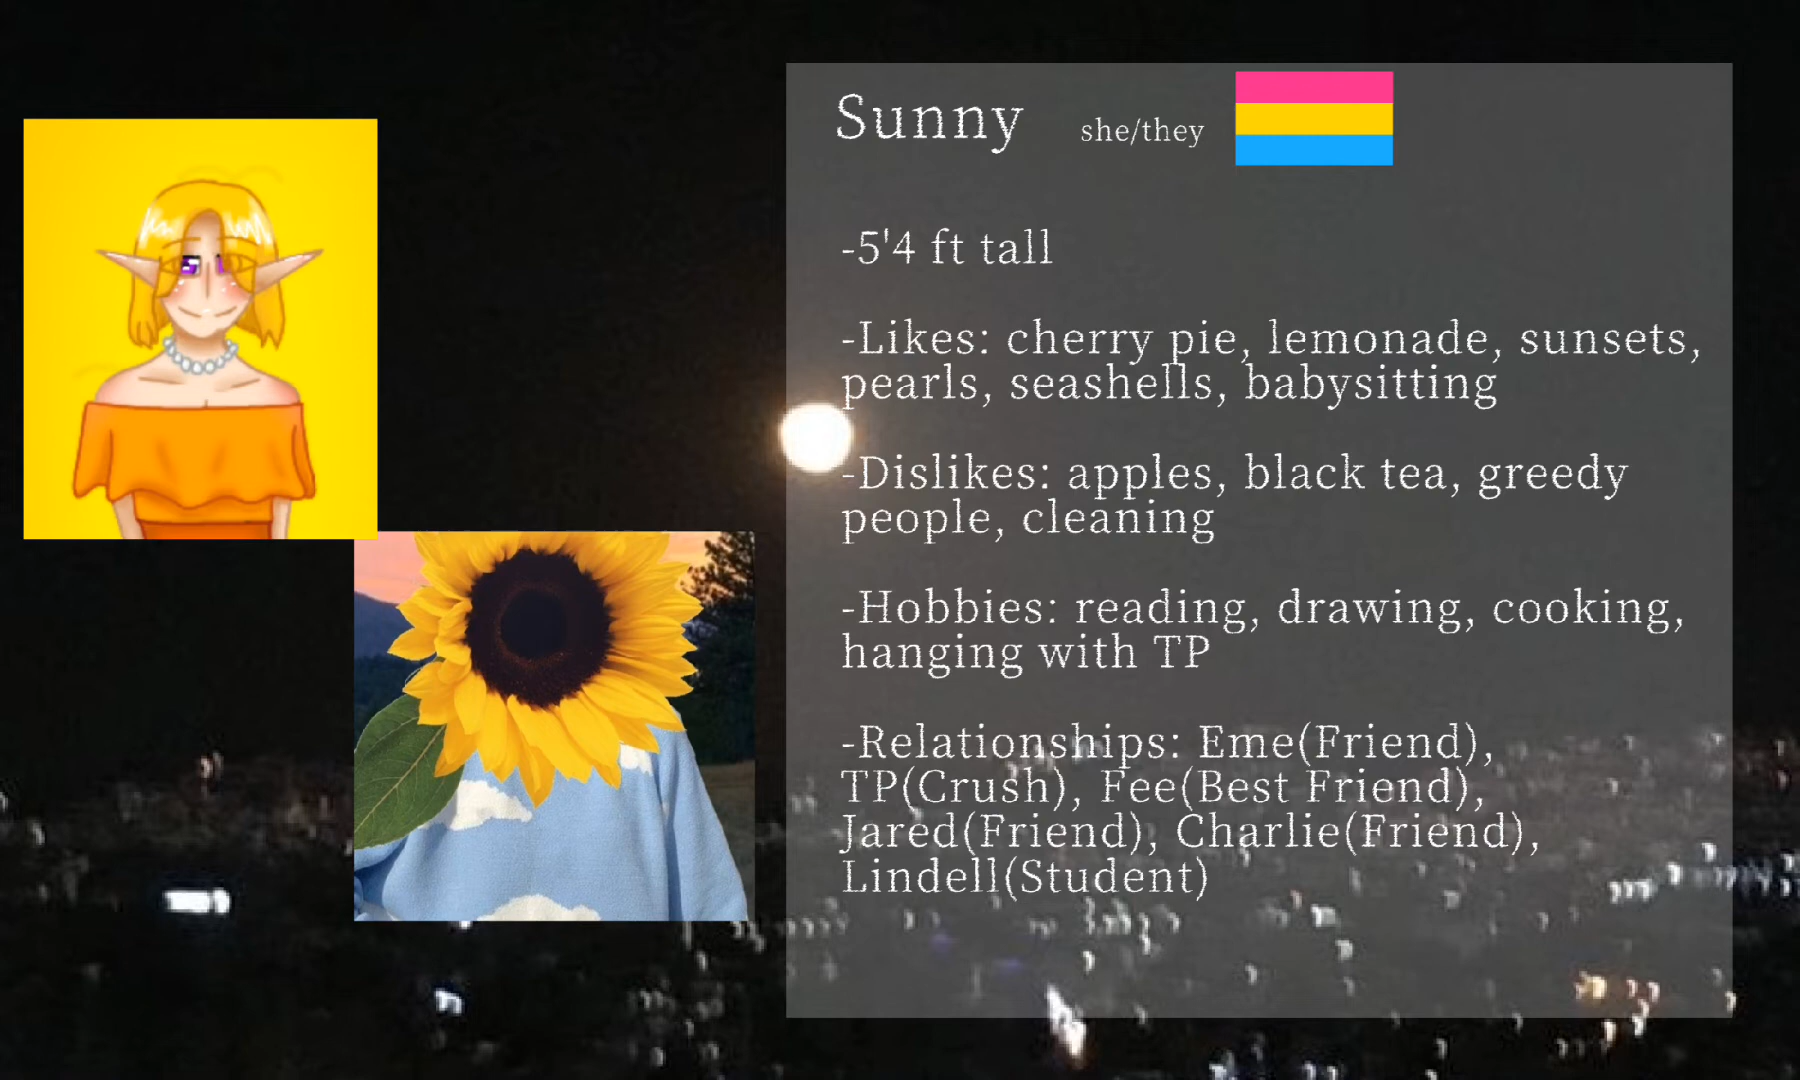 Sunny she/they
-5'4 ft tall
-Likes: cherry pie, lemonade, sunsets,
pearls, seashells, babysitting
-Dislikes: apples, black tea, greedy
people, cleaning
-Hobbies: reading, drawing, cooking,
hanging with TP
-Relationships: Eme(Friend),
TP(Crush), Fee(Best Friend),
Jared(Friend), Charlie(Friend),
Lindell(Student)